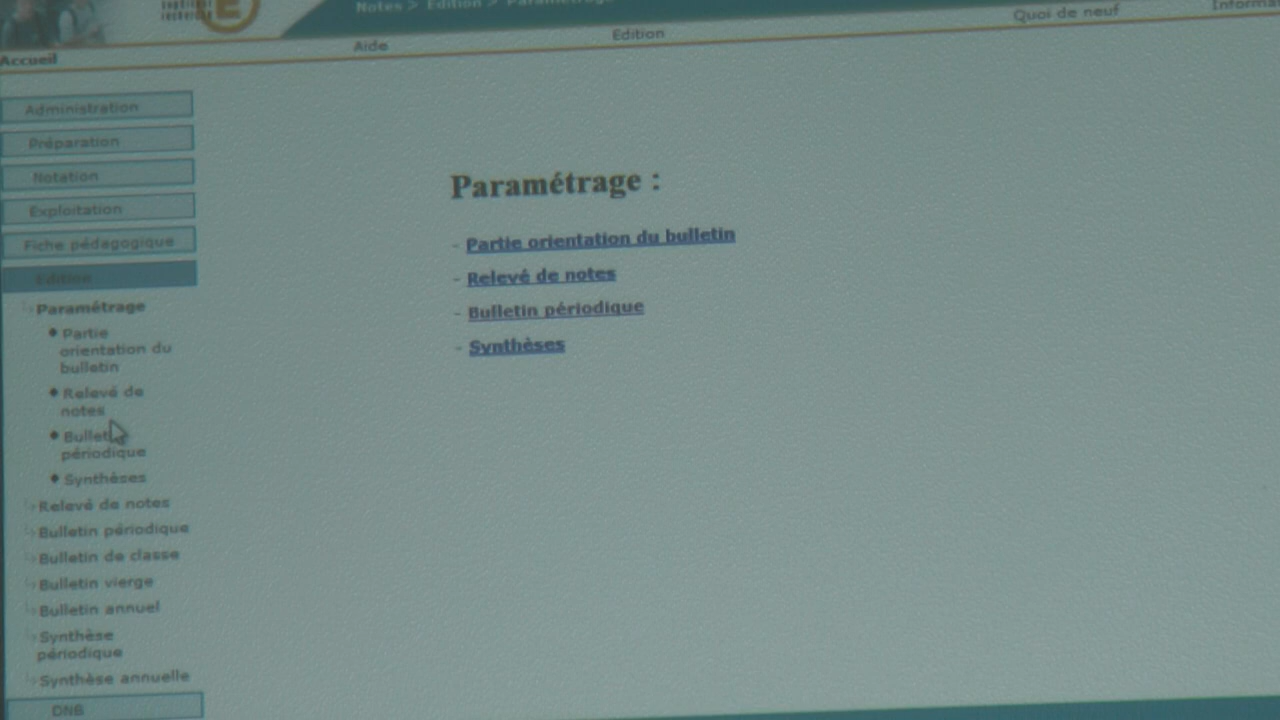 recherche
Notes > Edition > Paramétrage
Quoi de neuf
Accueil
Aide
Edition
Administration
Préparation
Notation
Exploitation
Fiche pédagogique
Edition
Paramétrage
Partie
orientation du
bulletin
Relevé de
notes
Bulletin
périodique
Synthèses
Relevé de notes
Bulletin périodique
Bulletin de classe
Bulletin vierge
Bulletin annuel
Synthèse
périodique
Synthèse annuelle
DNB
Paramétrage :
- Partie orientation du bulletin
- Relevé de notes
- Bulletin périodique
- Synthèses